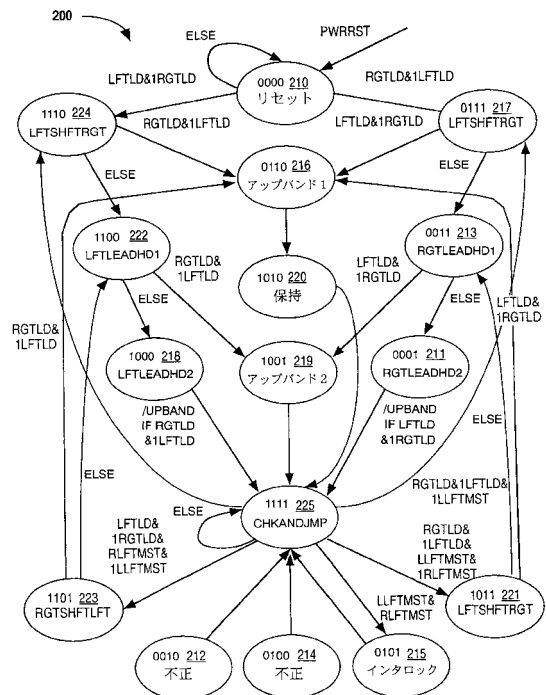 200
ELSE
PWRRST
LFTLD&1RGTLD
0000 210
リセット
RGTLD&1LFTLD
1110 224
LFTSHFTRGT
RGTLD&1LFTLD
LFTLD&1RGTLD
0111 217
LFTSHFTRGT
ELSE
0110 216
アップバンド1
ELSE
1100 222
LFTLEADHD1
RGTLD&
1LFTLD
1010 220
保持
LFTLD&
1RGTLD
0011 213
RGTLEADHD1
LFTLD&
1RGTLD
RGTLD&
1LFTLD
ELSE
1000 218
LFTLEADHD2
1001 219
アップバンド2
ELSE
0001 211
RGTLEADHD2
/UPBAND
IF RGTLD
&1LFTLD
/UPBAND
IF LFTLD
&1RGTLD
ELSE
ELSE
1111 225
CHKANDJMP
ELSE
RGTLD&1LFTLD&
1LLFTMST
LFTLD&
1RGTLD&
RLFTMST&
1LLFTMST
RGTLD&
1LFTLD&
LLFTMST&
1RLFTMST
1101 223
RGTSHFTLFT
LLFTMST&
RLFTMST
1011 221
LFTSHFTRGT
0010 212
不正
0100 214
不正
0101 215
インタロック